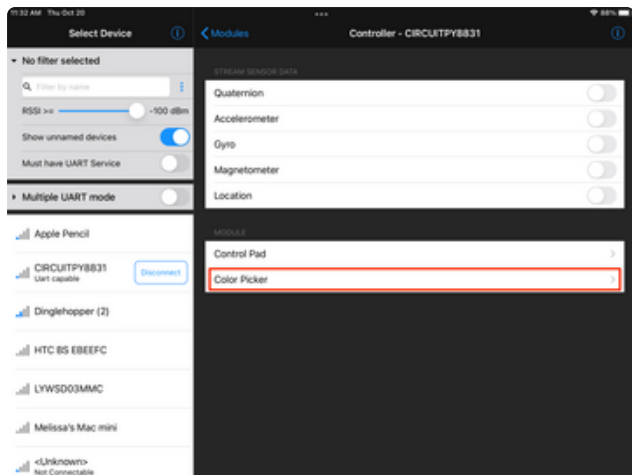 11:32 AM Thu Oct 20
88%
Select Device
Modules
Controller - CIRCUITPY8831
No filter selected
Filter by name
RSSI >=
-100 dBm
Show unnamed devices
Must have UART Service
Multiple UART mode
Apple Pencil
CIRCUITPY8831
Uart capable
Disconnect
Dinglehopper (2)
HTC BS EBEEFC
LYWSD03MMC
Melissa's Mac mini
<Unknown>
Not Connectable
STREAM SENSOR DATA
Quaternion
Accelerometer
Gyro
Magnetometer
Location
MODULE
Control Pad
Color Picker